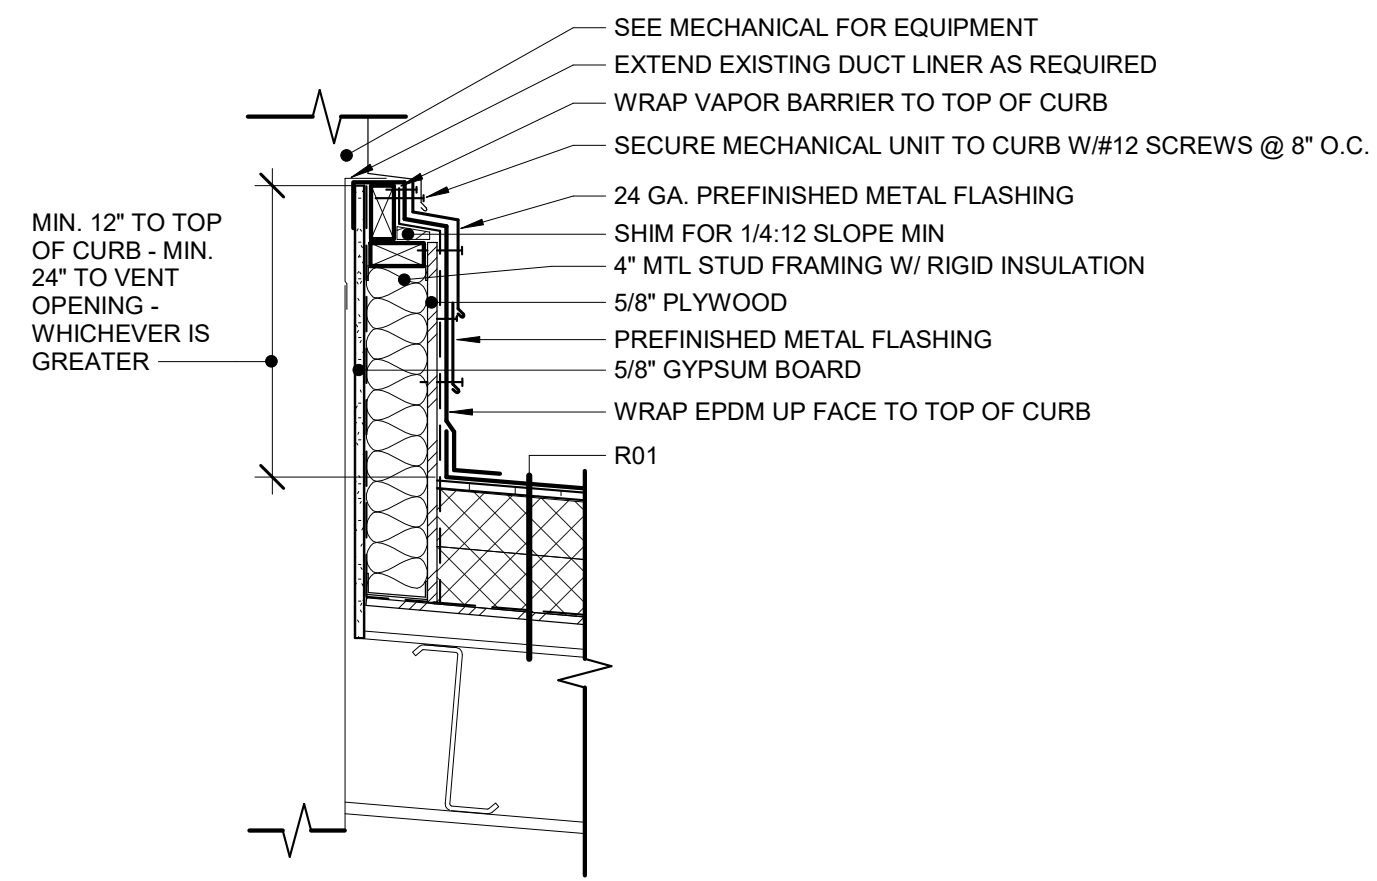 SEE MECHANICAL FOR EQUIPMENT
EXTEND EXISTING DUCT LINER AS REQUIRED
WRAP VAPOR BARRIER TO TOP OF CURB
SECURE MECHANICAL UNIT TO CURB W/#12 SCREWS @ 8" O.C.
24 GA. PREFINISHED METAL FLASHING
SHIM FOR 1/4:12 SLOPE MIN
4" MTL STUD FRAMING W/ RIGID INSULATION
5/8" PLYWOOD
PREFINISHED METAL FLASHING
5/8" GYPSUM BOARD
WRAP EPDM UP FACE TO TOP OF CURB
R01
MIN. 12" TO TOP
OF CURB - MIN.
24" TO VENT
OPENING -
WHICHEVER IS
GREATER